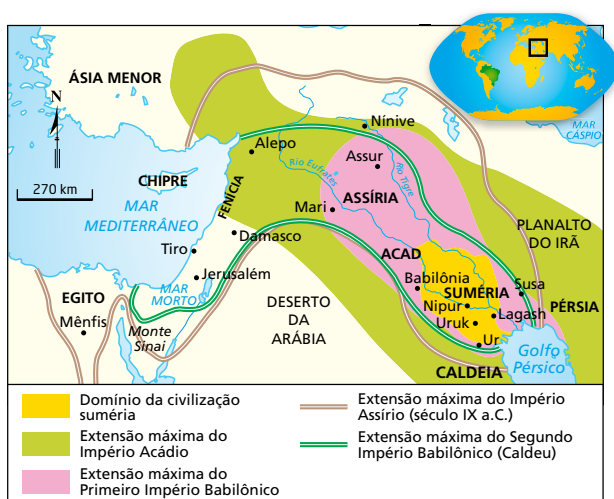 ÁSIA MENOR
N
270 km
MAR
CÁSPIO
Nínive
Alepo
Assur
Rio Eufrates
Rio Tigre
CHIPRE
FENÍCIA
MAR
MEDITERRÂNEO
Mari
ASSÍRIA
PLANALTO
DO IRÃ
Damasco
Tiro
ACAD
Jerusalém
MAR
MORTO
Babilônia
SUMÉRIA
Susa
Nipur
PÉRSIA
EGITO
Mênfis
Monte
Sinai
DESERTO
DA
ARÁBIA
Lagash
Uruk
Ur
Golfo
Pérsico
CALDEIA
Domínio da civilização
suméria
Extensão máxima do
Império Acádio
Extensão máxima do
Primeiro Império Babilônico
Extensão máxima do Império
Assírio (século IX a.C.)
Extensão máxima do Segundo
Império Babilônico (Caldeu)